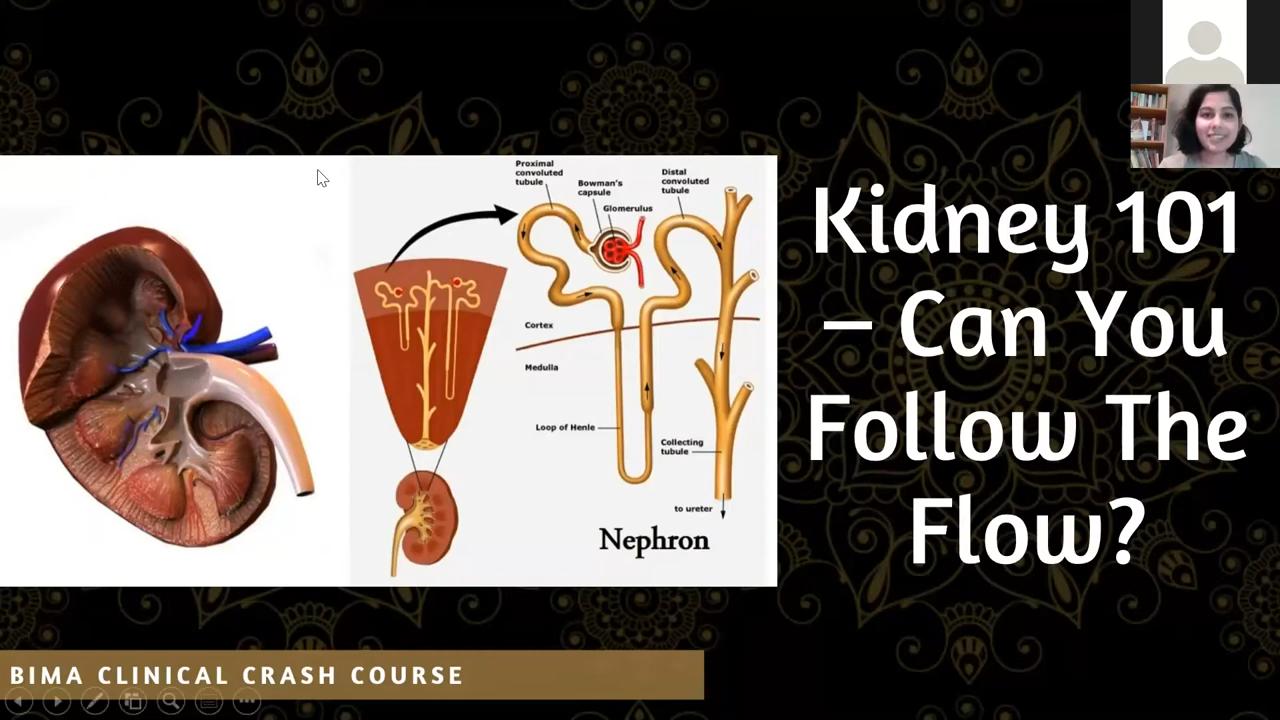 Proximal
convoluted
tubule
Bowman's
capsule
Glomerulus
Distal
convoluted
tubule
Cortex
Medulla
Loop of Henle
Collecting
tubule
to ureter
Nephron
Kidney 101
– Can You
Follow The
Flow?
BIMA CLINICAL CRASH COURSE